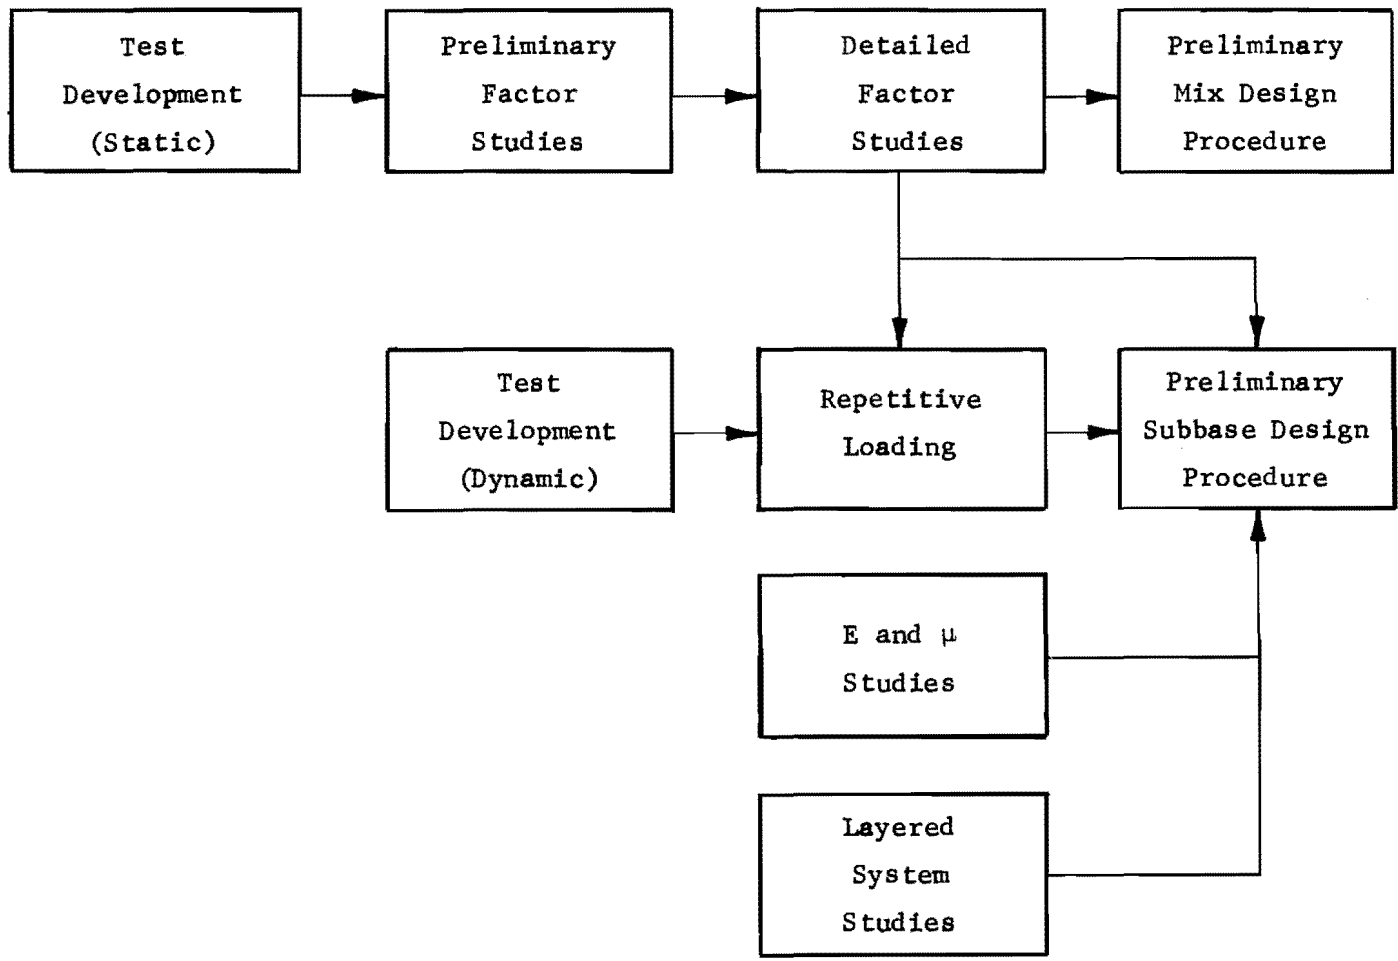 Test
Development
(Static)
Preliminary
Factor
Studies
Detailed
Factor
Studies
Preliminary
Mix Design
Procedure
Test
Development
(Dynamic)
Repetitive
Loading
Preliminary
Subbase Design
Procedure
E and μ
Studies
Layered
System
Studies